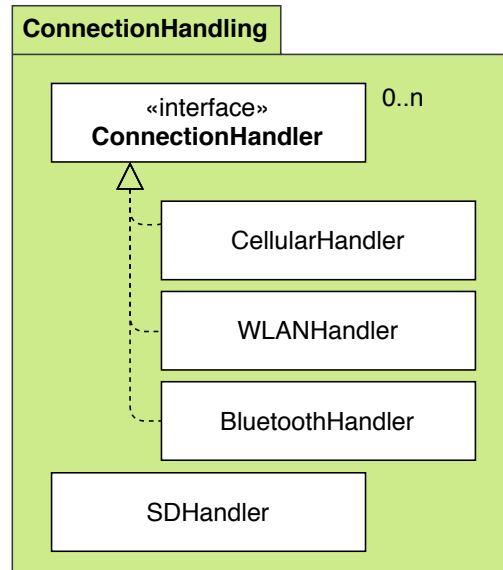 ConnectionHandling
«interface»
0..n
ConnectionHandler
CellularHandler
WLANHandler
BluetoothHandler
SDHandler